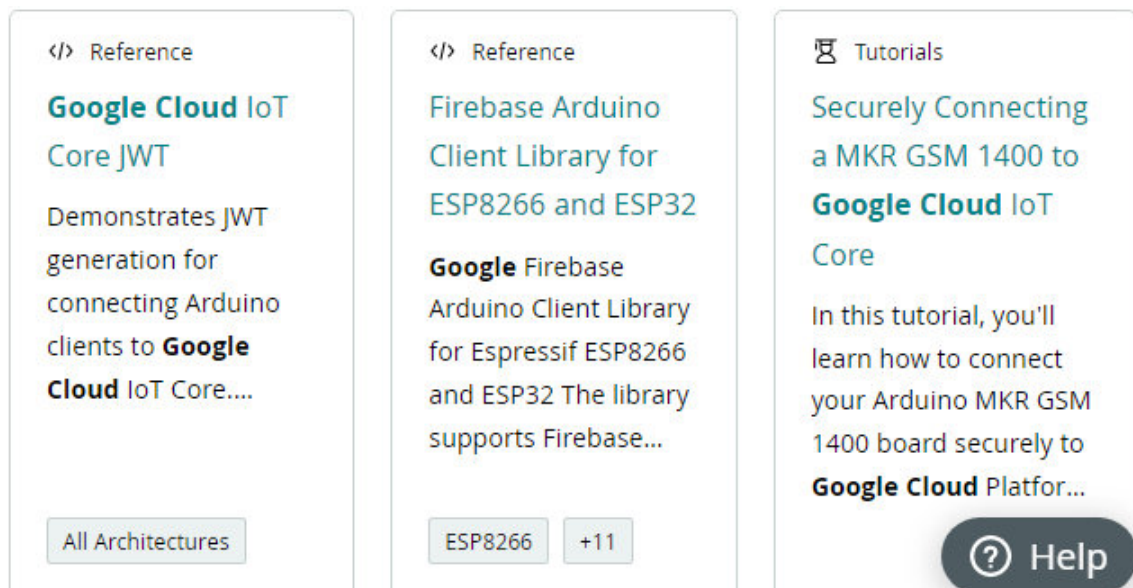 Reference
Google Cloud IoT
Core JWT
Demonstrates JWT
generation for
connecting Arduino
clients to Google
Cloud IoT Core....
All Architectures
Reference
Firebase Arduino
Client Library for
ESP8266 and ESP32
Google Firebase
Arduino Client Library
for Espressif ESP8266
and ESP32 The library
supports Firebase...
ESP8266
+11
Tutorials
Securely Connecting
a MKR GSM 1400 to
Google Cloud IoT
Core
In this tutorial, you'll
learn how to connect
your Arduino MKR GSM
1400 board securely to
Google Cloud Platfor...
Help